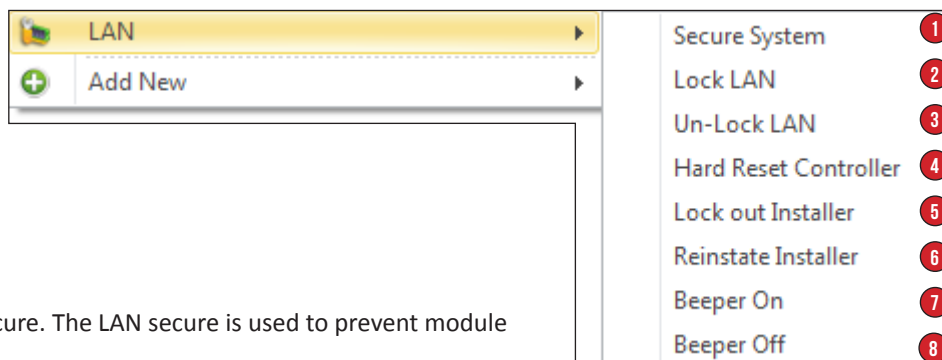 LAN
Add New
Secure System 1
Lock LAN 2
Un-Lock LAN 3
Hard Reset Controller 4
Lock out Installer 5
Reinstate Installer 6
Beeper On 7
Beeper Off 8
The LAN secure is used to prevent module